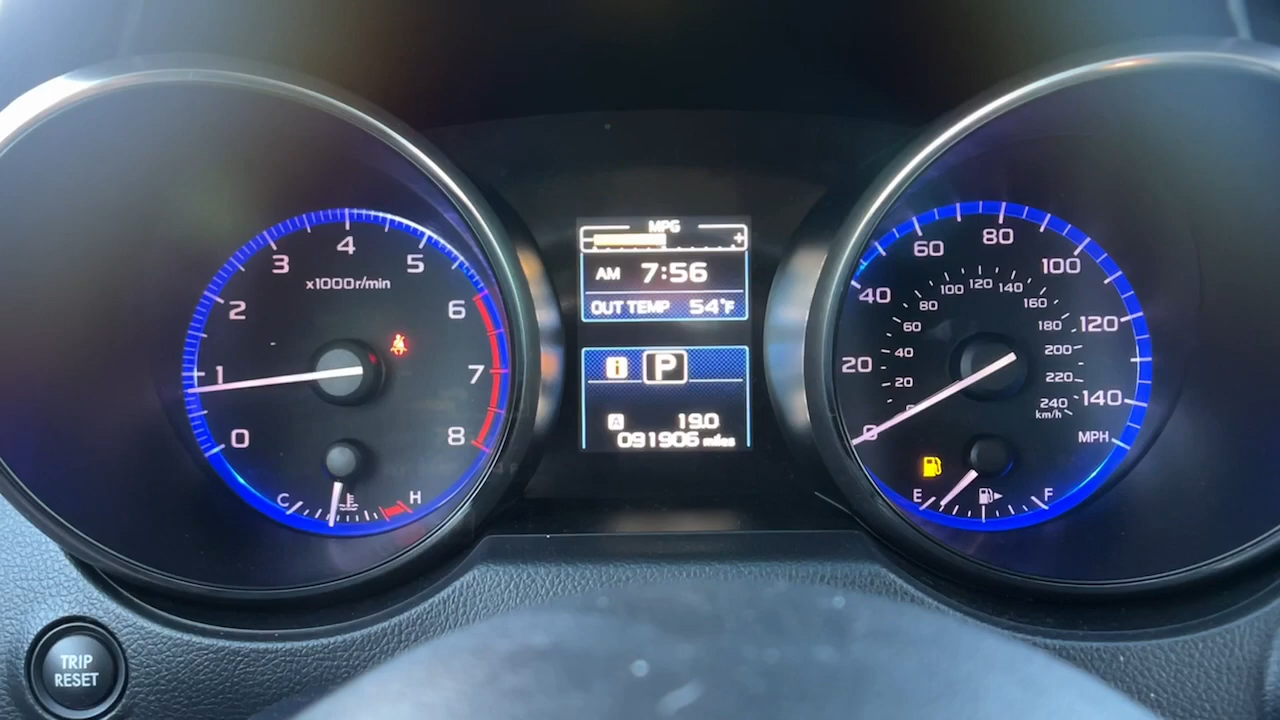 4
3
5
x1000r/min
2
6
1
7
0
8
C
H
MPG
- +
AM 7:56
OUT TEMP 54°F
i P
A 19.0
091906 miles
80
60
100
40
120
20
140
0
MPH
120
100
140
80
160
60
180
40
200
20
220
0
240
km/h
E
F
TRIP
RESET